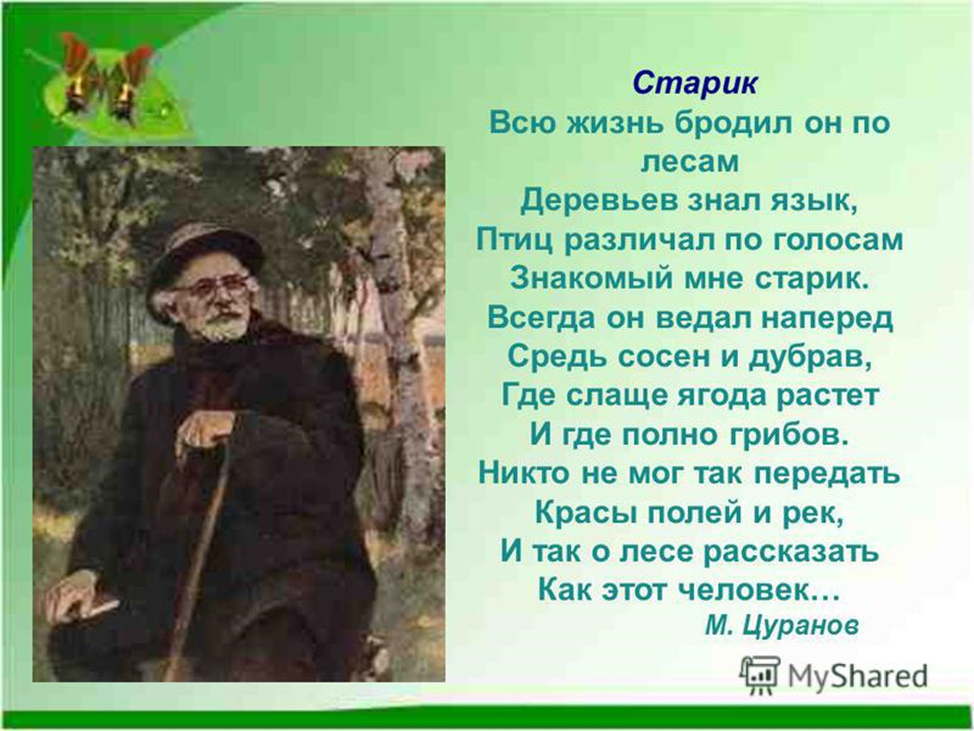 Старик
Всю жизнь бродил он по
лесам
Деревьев знал язык,
Птиц различал по голосам
Знакомый мне старик.
Всегда он ведал наперед
Средь сосен и дубрав,
Где слаще ягода растет
И где полно грибов.
Никто не мог так передать
Красы полей и рек,
И так о лесе рассказать
Как этот человек…
М. Цуранов
MyShared